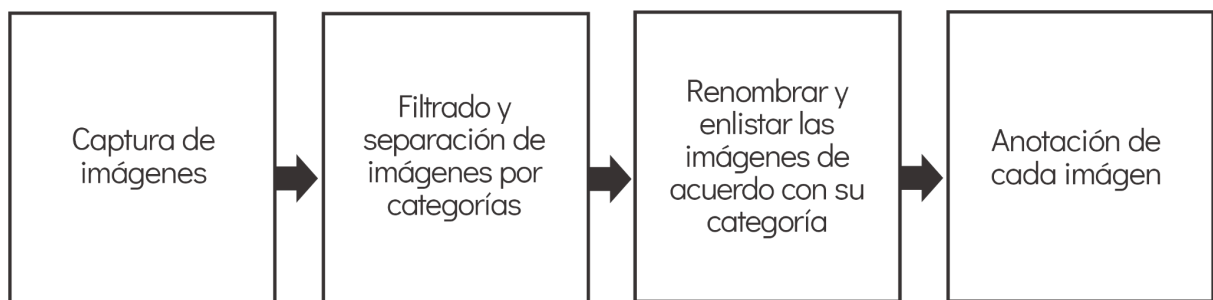 Captura de
imágenes
Filtrado y
separación de
imágenes por
categorías
Renombrar y
enlistar las
imágenes de
acuerdo con su
categoría
Anotación de
cada imágen